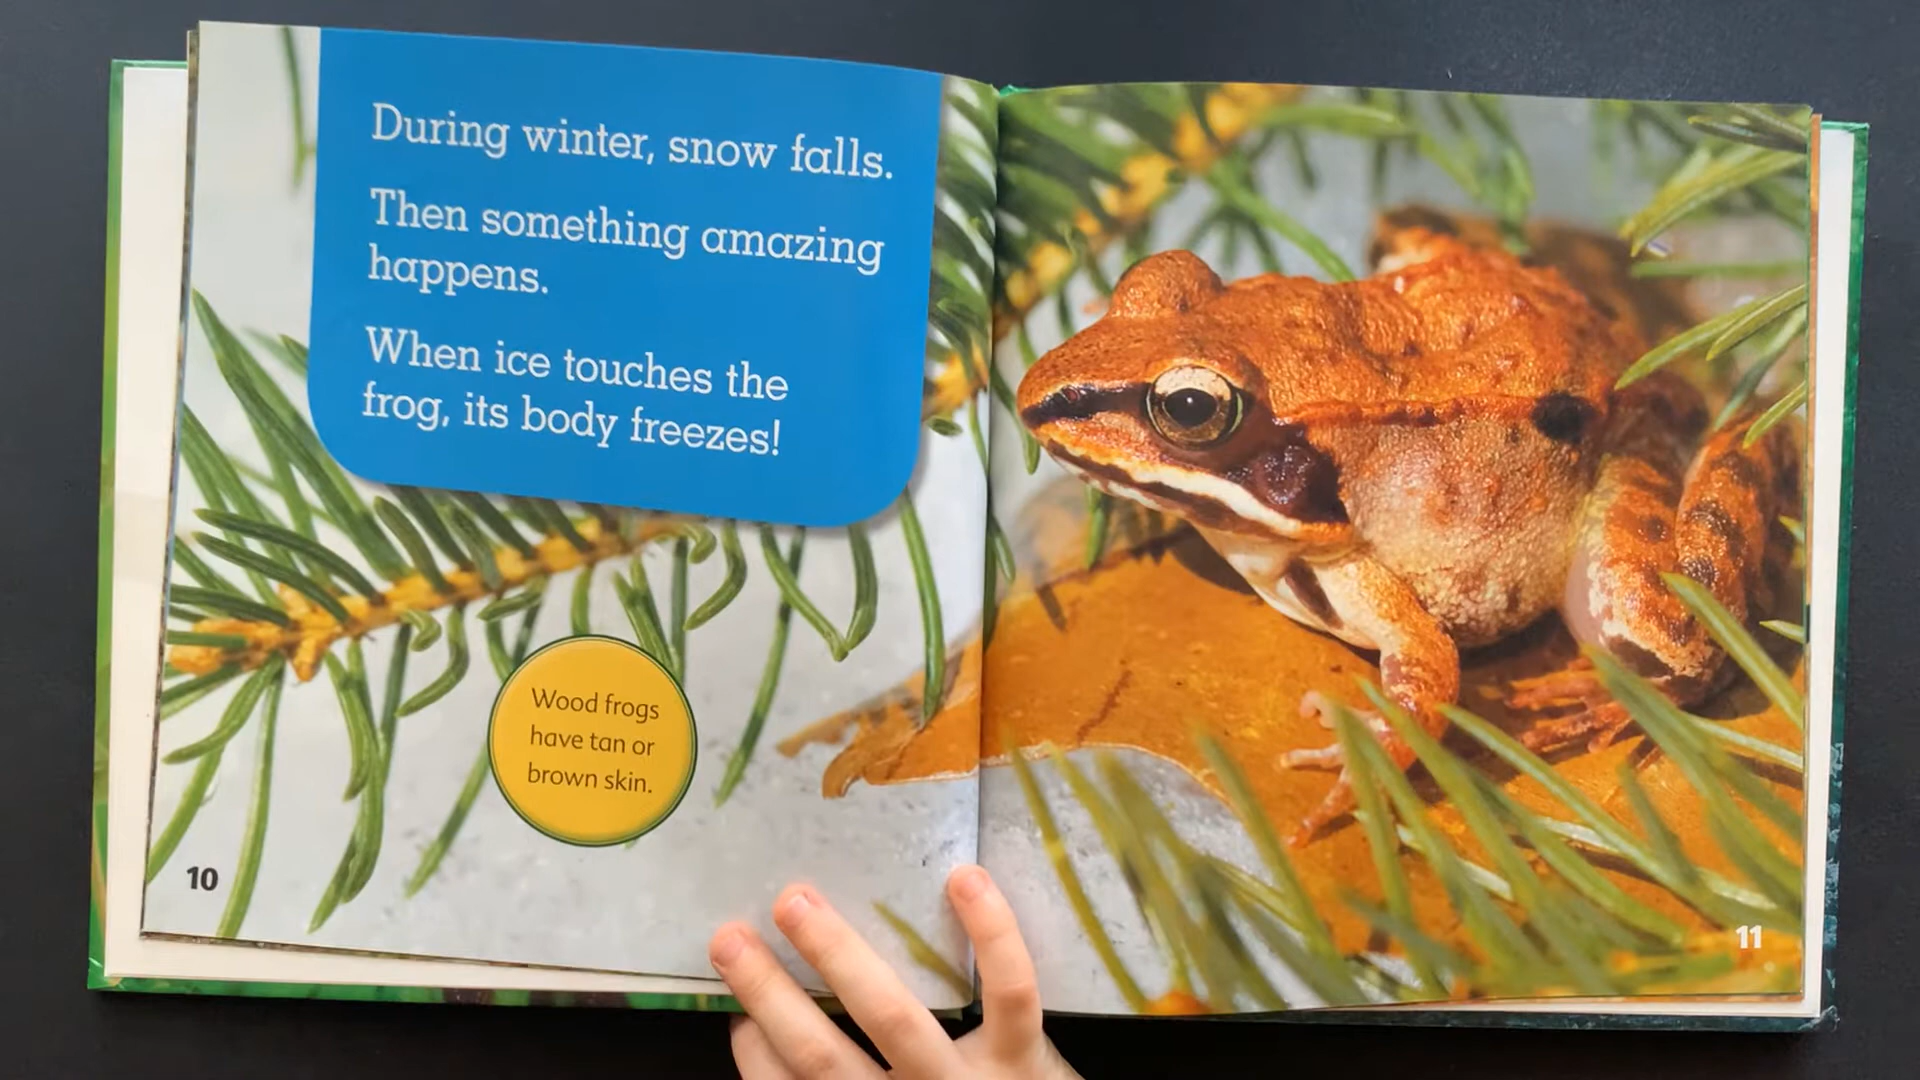 During winter, snow falls.
Then something amazing
happens.
When ice touches the
frog, its body freezes!
Wood frogs
have tan or
brown skin.
10
11